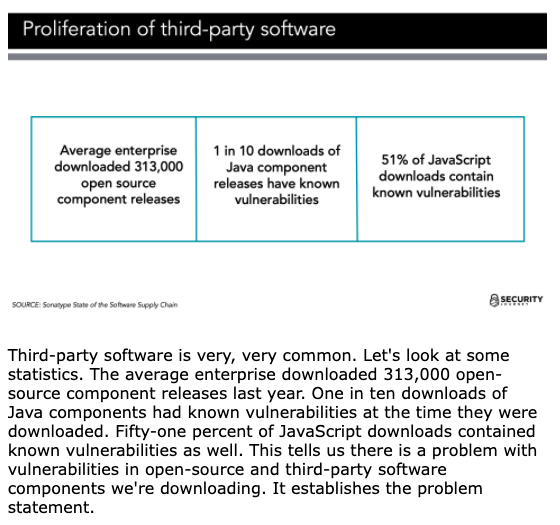 Proliferation of third-party software
Average enterprise
downloaded 313,000
open source
component releases
1 in 10 downloads of
Java component
releases have known
vulnerabilities
51% of JavaScript
downloads contain
known vulnerabilities
SOURCE: Sonatype State of the Software Supply Chain
SECURITY
JOURNEY
Third-party software is very, very common. Let's look at some
statistics. The average enterprise downloaded 313,000 open-
source component releases last year. One in ten downloads of
Java components had known vulnerabilities at the time they were
downloaded. Fifty-one percent of JavaScript downloads contained
known vulnerabilities as well. This tells us there is a problem with
vulnerabilities in open-source and third-party software
components we're downloading. It establishes the problem
statement.